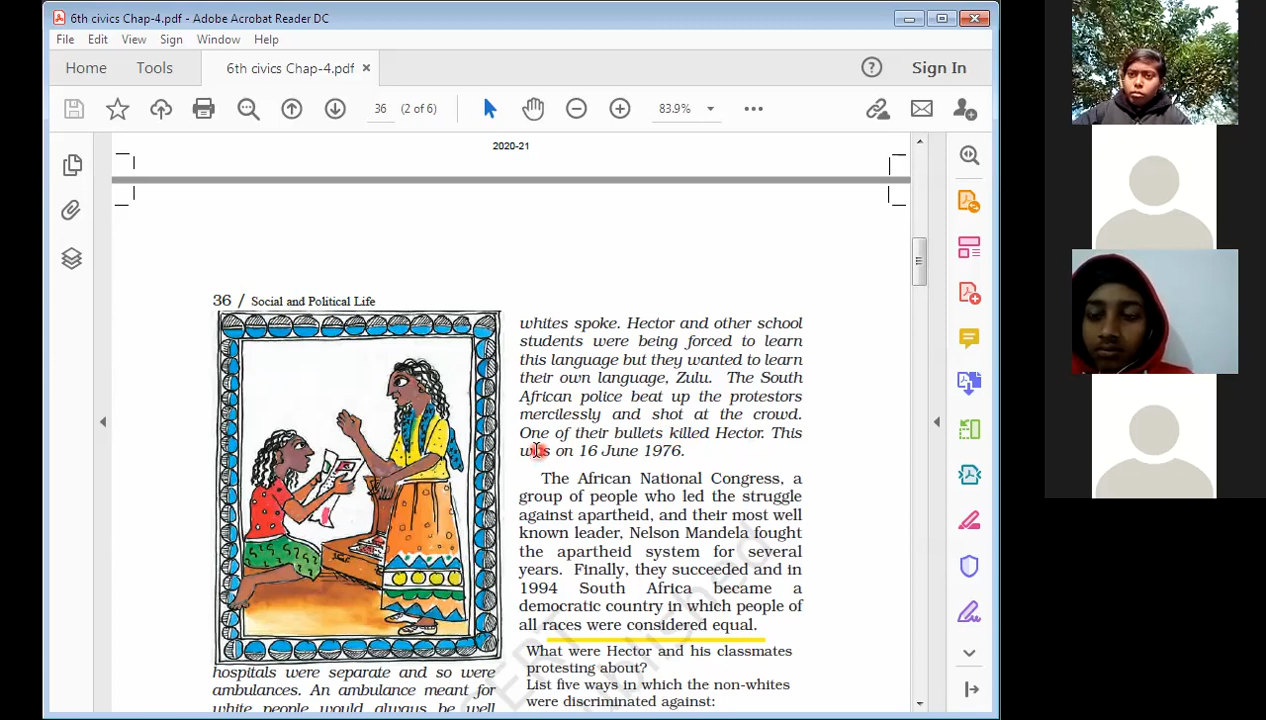 6th civics Chap-4.pdf - Adobe Acrobat Reader DC
File Edit View Sign Window Help
Home Tools 6th civics Chap-4.pdf × Sign In
36 (2 of 6) 83.9%
2020-21
36 / Social and Political Life
whites spoke. Hector and other school
students were being forced to learn
this language but they wanted to learn
their own language, Zulu. The South
African police beat up the protestors
mercilessly and shot at the crowd.
One of their bullets killed Hector. This
was on 16 June 1976.
The African National Congress, a
group of people who led the struggle
against apartheid, and their most well
known leader, Nelson Mandela fought
the apartheid system for several
years. Finally, they succeeded and in
1994 South Africa became a
democratic country in which people of
all races were considered equal.
What were Hector and his classmates
protesting about?
List five ways in which the non-whites
were discriminated against:
hospitals were separate and so were
ambulances. An ambulance meant for
white people would always be well